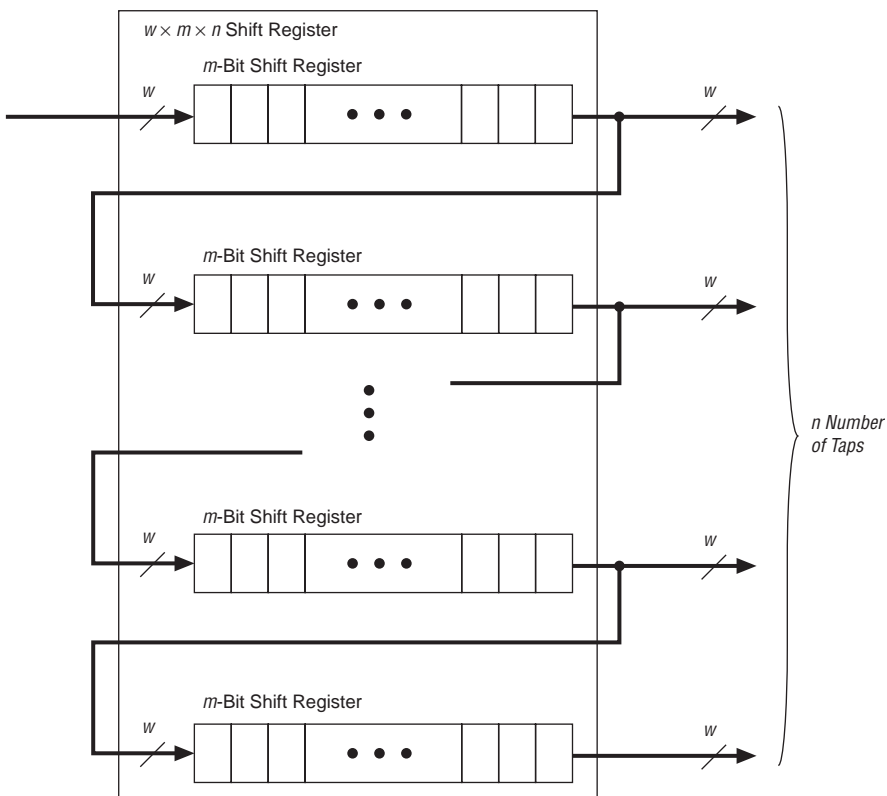 w × m × n Shift Register
m-Bit Shift Register
w
w
m-Bit Shift Register
w
w
n Number
of Taps
m-Bit Shift Register
w
w
m-Bit Shift Register
w
w